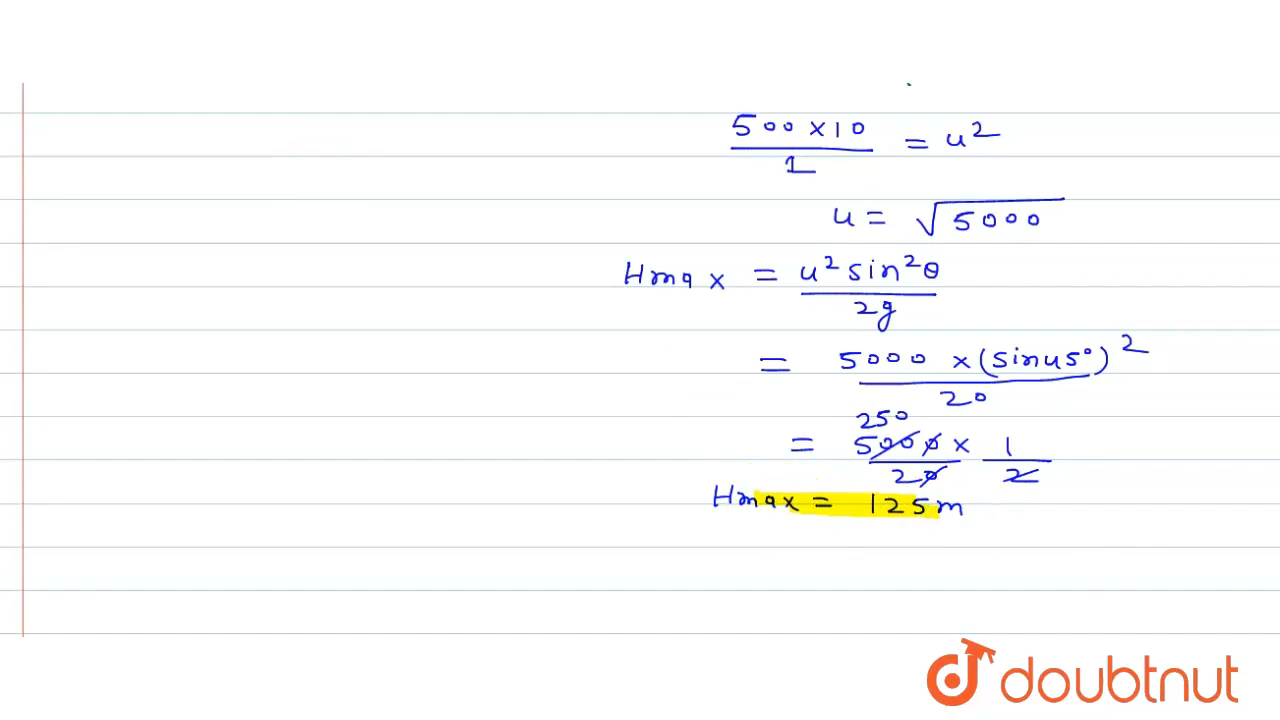 500 × 10 / 1 = u²
u = √5000
Hmax = u² sin²θ / 2g
= 5000 × (sin45°)² / 20
250
= 5000 / 20 × 1 / 2
Hmax = 125m
doubtnut